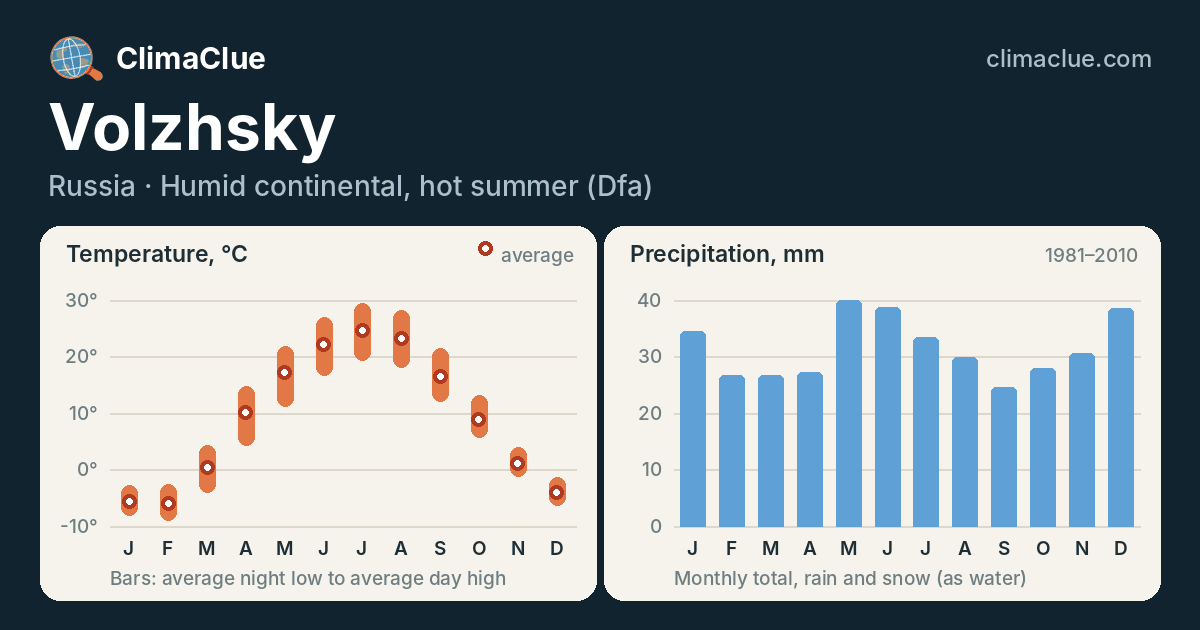 ClimaClue
climaclue.com
Volzhsky
Russia · Humid continental, hot summer (Dfa)
Temperature, °C
average
30°
20°
10°
0°
-10°
J F M A M J J A S O N D
Bars: average night low to average day high
Precipitation, mm
1981–2010
40
30
20
10
0
J F M A M J J A S O N D
Monthly total, rain and snow (as water)